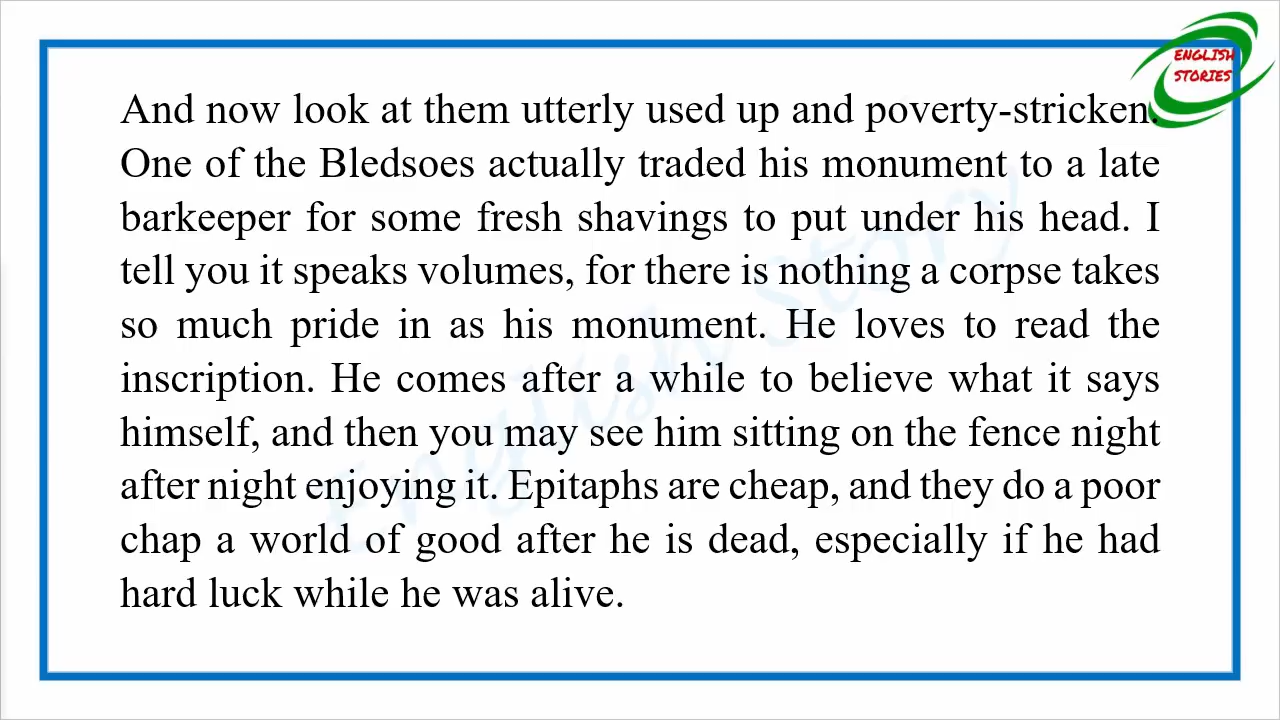 ENGLISH
STORIES
And now look at them utterly used up and poverty-stricken.
One of the Bledsoes actually traded his monument to a late
barkeeper for some fresh shavings to put under his head. I
tell you it speaks volumes, for there is nothing a corpse takes
so much pride in as his monument. He loves to read the
inscription. He comes after a while to believe what it says
himself, and then you may see him sitting on the fence night
after night enjoying it. Epitaphs are cheap, and they do a poor
chap a world of good after he is dead, especially if he had
hard luck while he was alive.
English Story